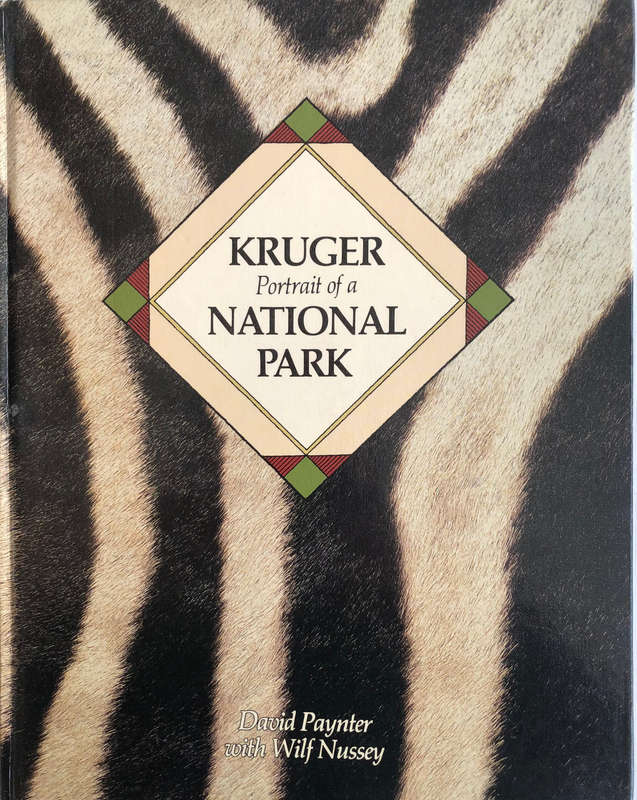 KRUGER
Portrait of a
NATIONAL
PARK
David Paynter
with Wilf Nussey